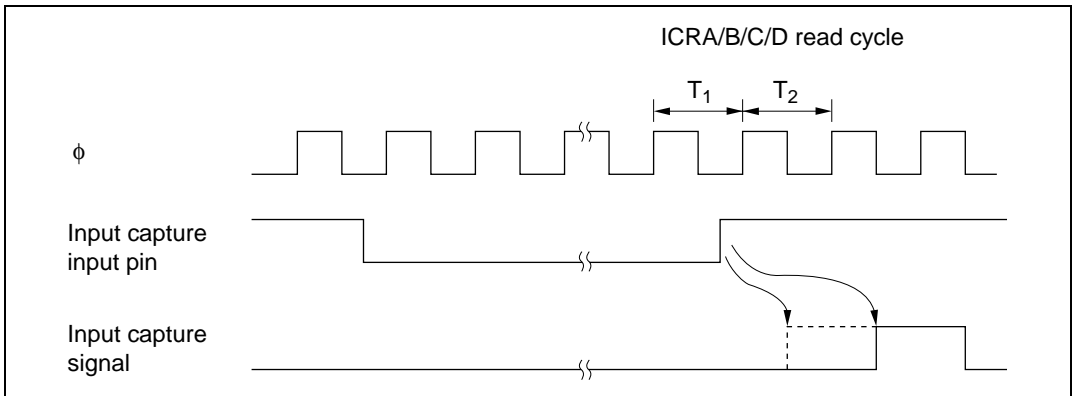 ICRA/B/C/D read cycle
T1 T2
ϕ
Input capture
input pin
Input capture
signal